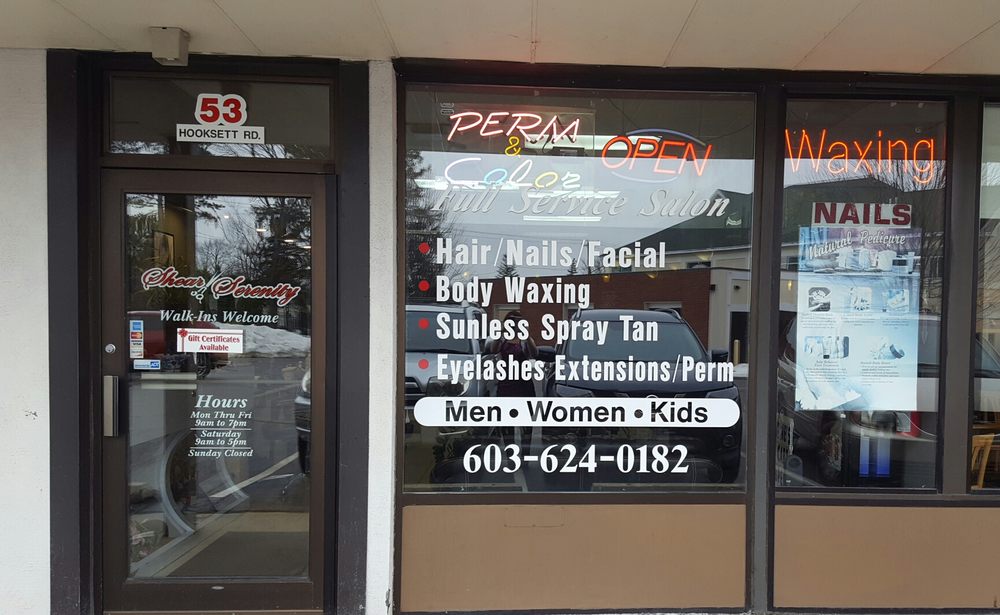 53
HOOKSETT RD.
Shear Serenity
Walk-Ins Welcome
Gift Certificates
Available
VISA
Hours
Mon Thru Fri
9am to 7pm
Saturday
9am to 5pm
Sunday Closed
PERM
&
Color
OPEN
Full Service Salon
• Hair/Nails/Facial
• Body Waxing
• Sunless Spray Tan
• Eyelashes Extensions/Perm
Men • Women • Kids
603-624-0182
Waxing
NAILS
Natural Pedicure